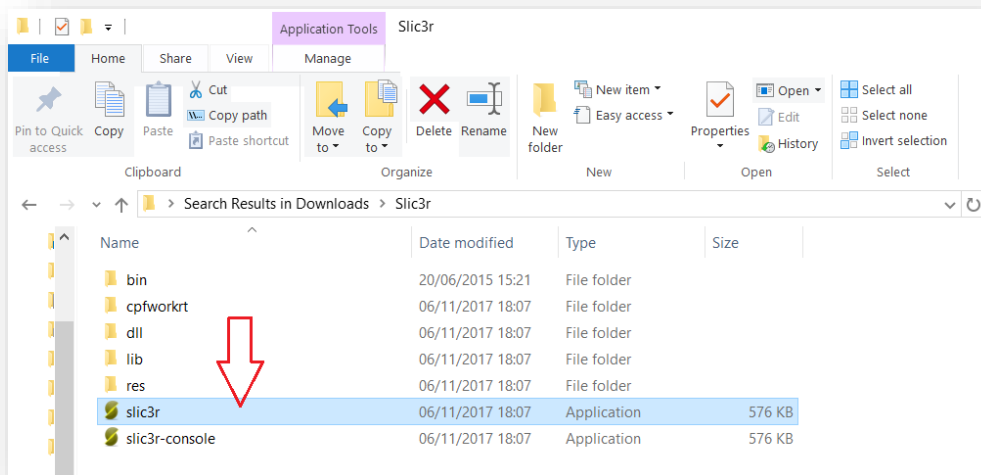 Application Tools Slic3r
File Home Share View Manage
Pin to Quick access
Copy
Paste
Cut
Copy path
Paste shortcut
Move to
Copy to
Delete
Rename
New folder
New item
Easy access
Properties
Open
Edit
History
Select all
Select none
Invert selection
Clipboard Organize New Open Select
Search Results in Downloads > Slic3r
Name Date modified Type Size
bin 20/06/2015 15:21 File folder
cpfworkrt 06/11/2017 18:07 File folder
dll 06/11/2017 18:07 File folder
lib 06/11/2017 18:07 File folder
res 06/11/2017 18:07 File folder
slic3r 06/11/2017 18:07 Application 576 KB
slic3r-console 06/11/2017 18:07 Application 576 KB